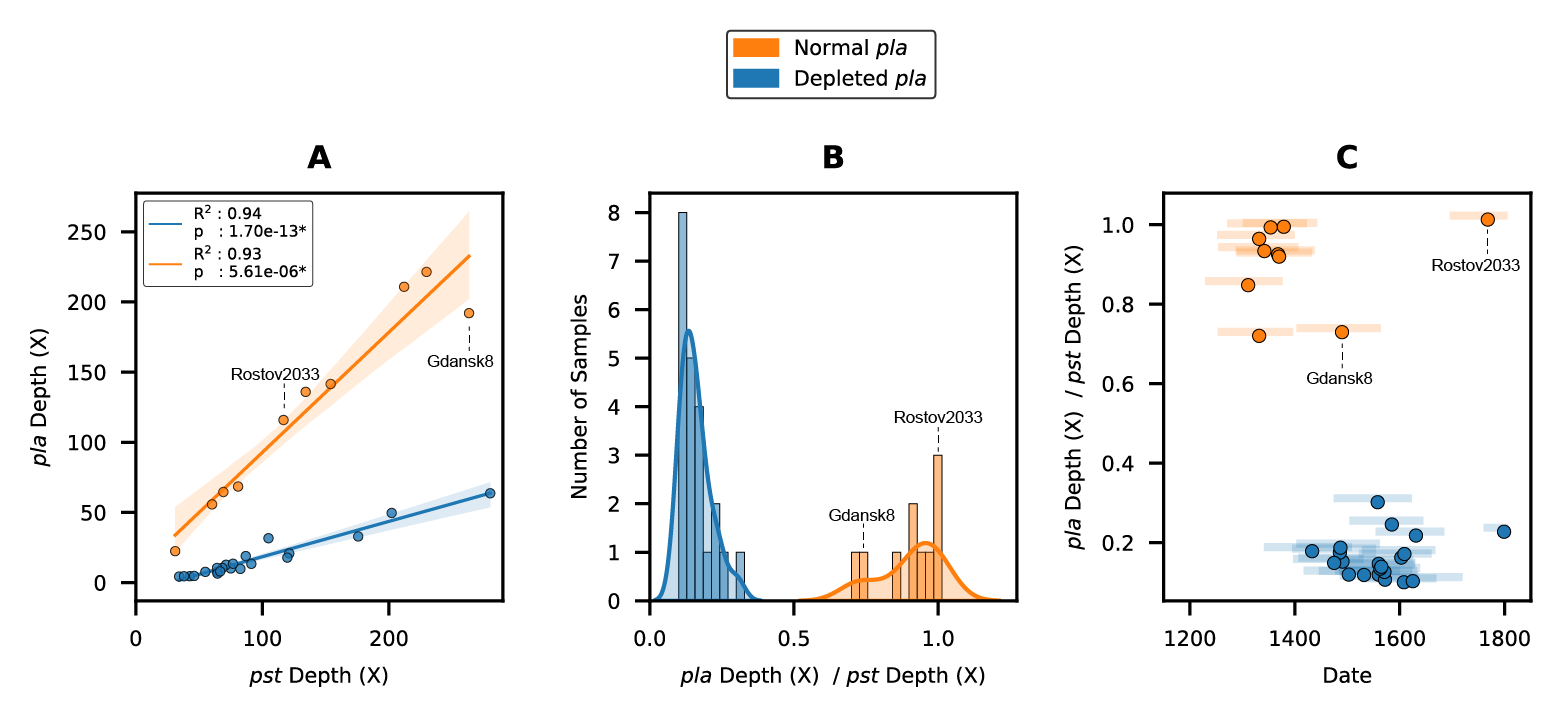 Normal pla
Depleted pla
A
B
C
R² : 0.94
p : 1.70e-13*
R² : 0.93
p : 5.61e-06*
250
200
150
100
50
0
pla Depth (X)
Rostov2033
Gdansk8
0
100
200
pst Depth (X)
8
7
6
5
4
3
2
1
0
Number of Samples
Rostov2033
Gdansk8
0.0
0.5
1.0
pla Depth (X) / pst Depth (X)
1.0
0.8
0.6
0.4
0.2
pla Depth (X) / pst Depth (X)
Rostov2033
Gdansk8
1200
1400
1600
1800
Date